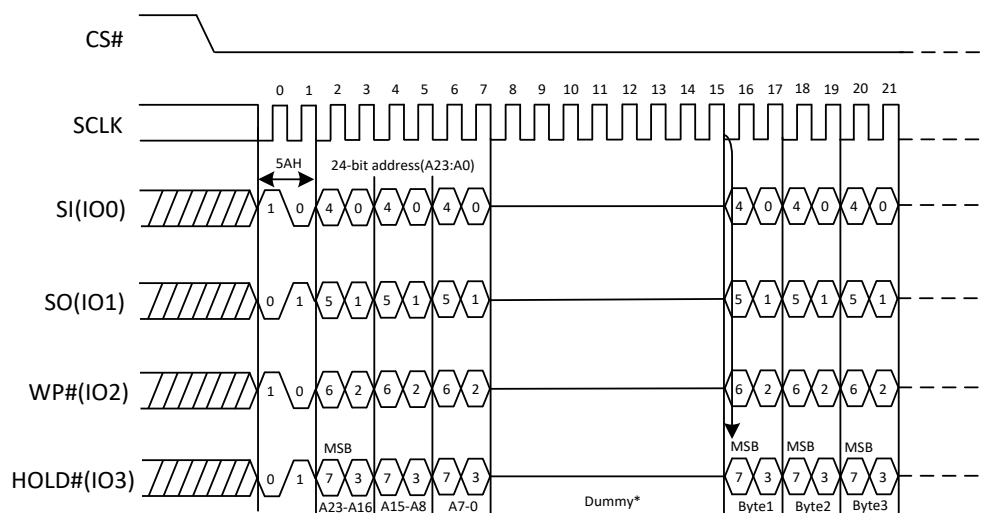 CS#
0 1 2 3 4 5 6 7 8 9 10 11 12 13 14 15 16 17 18 19 20 21
SCLK
5AH 24-bit address(A23:A0)
SI(IO0) 1 0 4 0 4 0 4 0 4 0 4 0 4 0
SO(IO1) 0 1 5 1 5 1 5 1 5 1 5 1 5 1
WP#(IO2) 1 0 6 2 6 2 6 2 6 2 6 2 6 2
MSB MSB MSB MSB
HOLD#(IO3) 0 1 7 3 7 3 7 3 7 3 7 3 7 3
A23-A16 A15-A8 A7-0 Dummy* Byte1 Byte2 Byte3